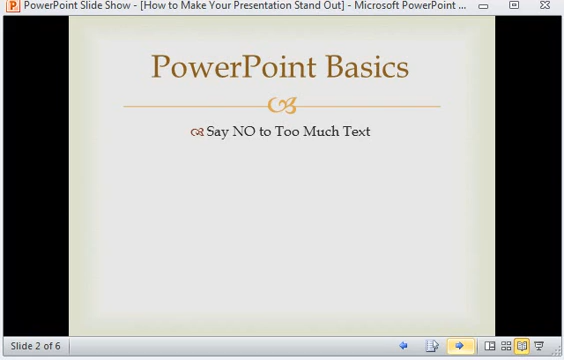 PowerPoint Slide Show - [How to Make Your Presentation Stand Out] - Microsoft PowerPoint ...
PowerPoint Basics
Say NO to Too Much Text
Slide 2 of 6